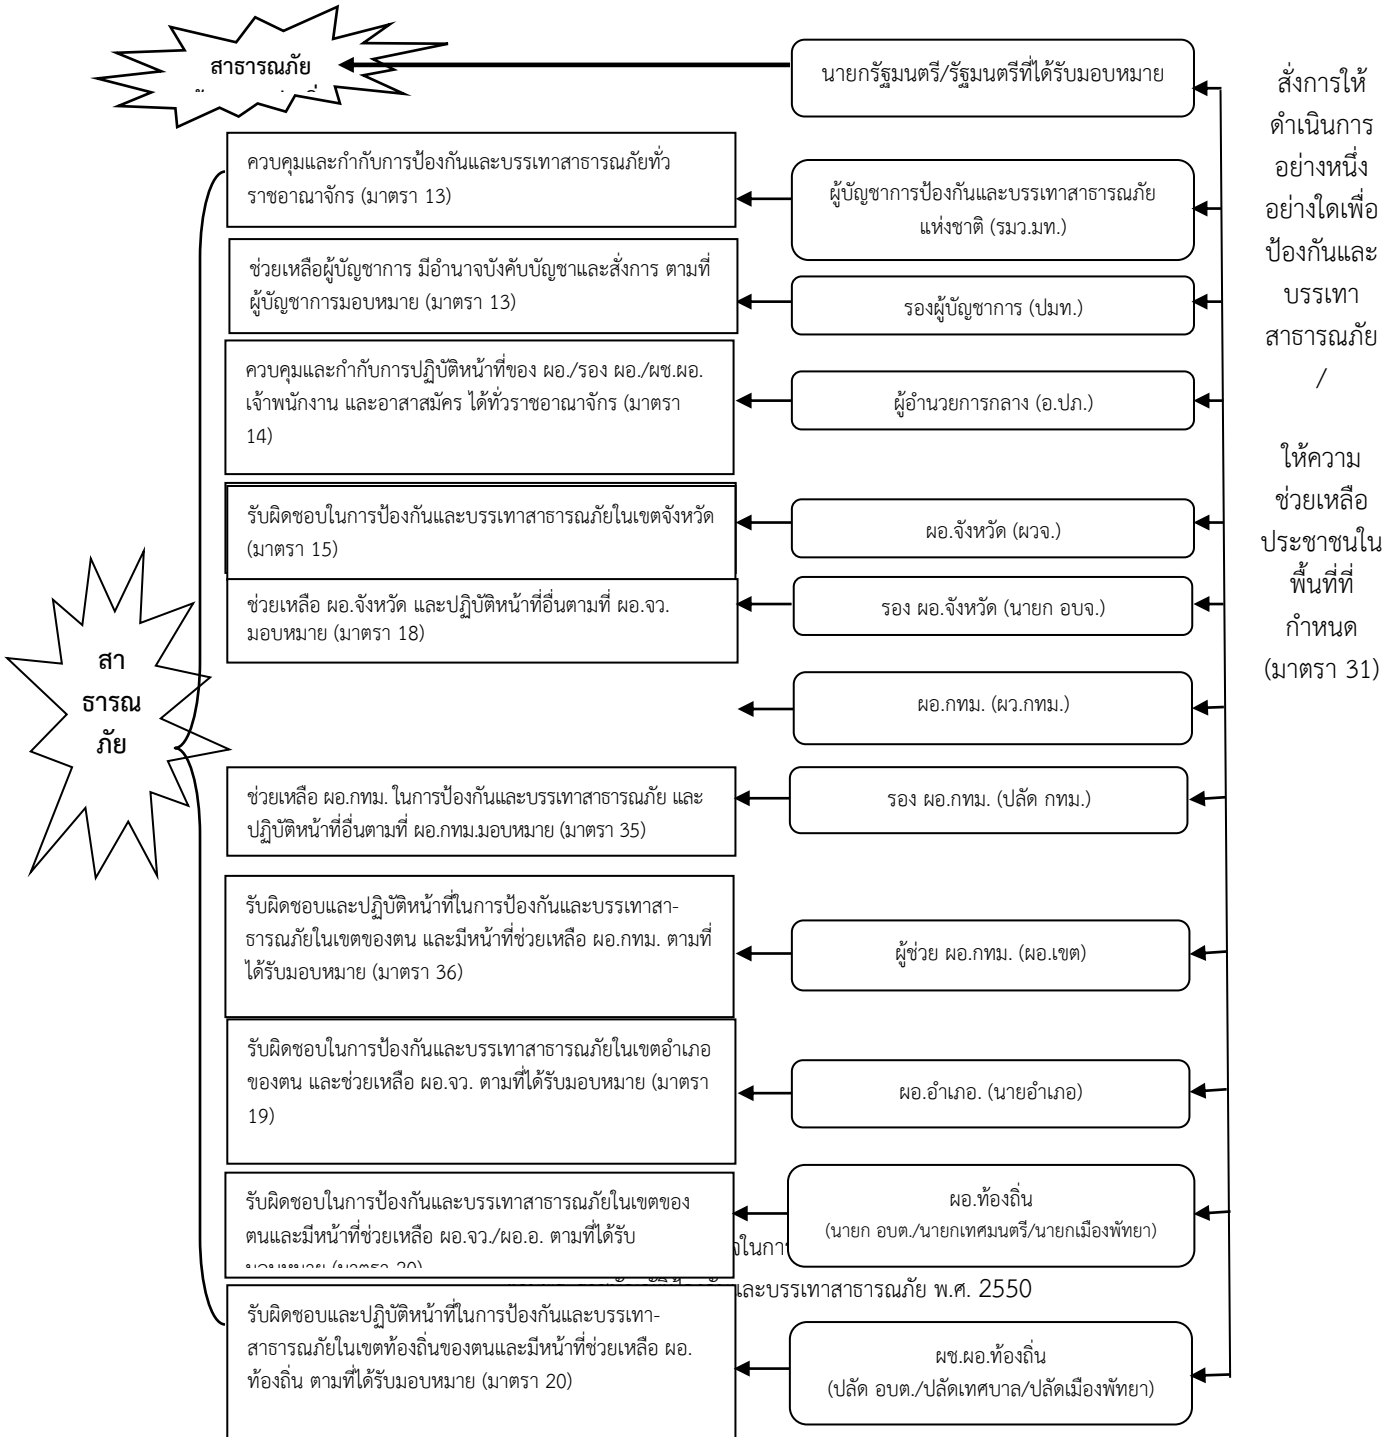 สาธารณภัย
นายกรัฐมนตรี/รัฐมนตรีที่ได้รับมอบหมาย
สั่งการให้
ดำเนินการ
อย่างหนึ่ง
อย่างใดเพื่อ
ป้องกันและ
บรรเทา
สาธารณภัย
/
ให้ความ
ช่วยเหลือ
ประชาชนใน
พื้นที่ที่
กำหนด
(มาตรา 31)
ควบคุมและกำกับการป้องกันและบรรเทาสาธารณภัยทั่ว
ราชอาณาจักร (มาตรา 13)
ผู้บัญชาการป้องกันและบรรเทาสาธารณภัย
แห่งชาติ (รมว.มท.)
ช่วยเหลือผู้บัญชาการ มีอำนาจบังคับบัญชาและสั่งการ ตามที่
ผู้บัญชาการมอบหมาย (มาตรา 13)
รองผู้บัญชาการ (ปมท.)
ควบคุมและกำกับการปฏิบัติหน้าที่ของ ผอ./รอง ผอ./ผช.ผอ.
เจ้าพนักงาน และอาสาสมัคร ได้ทั่วราชอาณาจักร (มาตรา
14)
ผู้อำนวยการกลาง (อ.ปภ.)
รับผิดชอบในการป้องกันและบรรเทาสาธารณภัยในเขตจังหวัด
(มาตรา 15)
ผอ.จังหวัด (ผวจ.)
ช่วยเหลือ ผอ.จังหวัด และปฏิบัติหน้าที่อื่นตามที่ ผอ.จว.
มอบหมาย (มาตรา 18)
รอง ผอ.จังหวัด (นายก อบจ.)
สา
ธารณ
ภัย
ผอ.กทม. (ผว.กทม.)
ช่วยเหลือ ผอ.กทม. ในการป้องกันและบรรเทาสาธารณภัย และ
ปฏิบัติหน้าที่อื่นตามที่ ผอ.กทม.มอบหมาย (มาตรา 35)
รอง ผอ.กทม. (ปลัด กทม.)
รับผิดชอบและปฏิบัติหน้าที่ในการป้องกันและบรรเทาสา-
ธารณภัยในเขตของตน และมีหน้าที่ช่วยเหลือ ผอ.กทม. ตามที่
ได้รับมอบหมาย (มาตรา 36)
ผู้ช่วย ผอ.กทม. (ผอ.เขต)
รับผิดชอบในการป้องกันและบรรเทาสาธารณภัยในเขตอำเภอ
ของตน และช่วยเหลือ ผอ.จว. ตามที่ได้รับมอบหมาย (มาตรา
19)
ผอ.อำเภอ. (นายอำเภอ)
รับผิดชอบในการป้องกันและบรรเทาสาธารณภัยในเขตของ
ตนและมีหน้าที่ช่วยเหลือ ผอ.จว./ผอ.อ. ตามที่ได้รับ
มอบหมาย (มาตรา 20)
ผอ.ท้องถิ่น
(นายก อบต./นายกเทศมนตรี/นายกเมืองพัทยา)
และบรรเทาสาธารณภัย พ.ศ. 2550
รับผิดชอบและปฏิบัติหน้าที่ในการป้องกันและบรรเทา-
สาธารณภัยในเขตท้องถิ่นของตนและมีหน้าที่ช่วยเหลือ ผอ.
ท้องถิ่น ตามที่ได้รับมอบหมาย (มาตรา 20)
ผช.ผอ.ท้องถิ่น
(ปลัด อบต./ปลัดเทศบาล/ปลัดเมืองพัทยา)